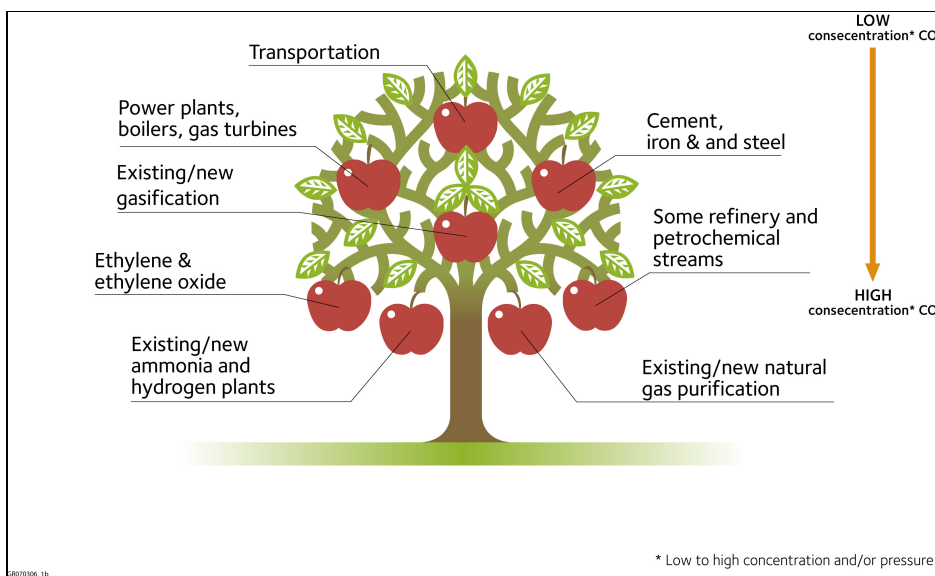 LOW
consecentration* CO
Transportation
Power plants,
boilers, gas turbines
Cement,
iron & and steel
Existing/new
gasification
Some refinery and
petrochemical
streams
Ethylene &
ethylene oxide
HIGH
consecentration* CO
Existing/new
ammonia and
hydrogen plants
Existing/new natural
gas purification
* Low to high concentration and/or pressure
GR070306_1b